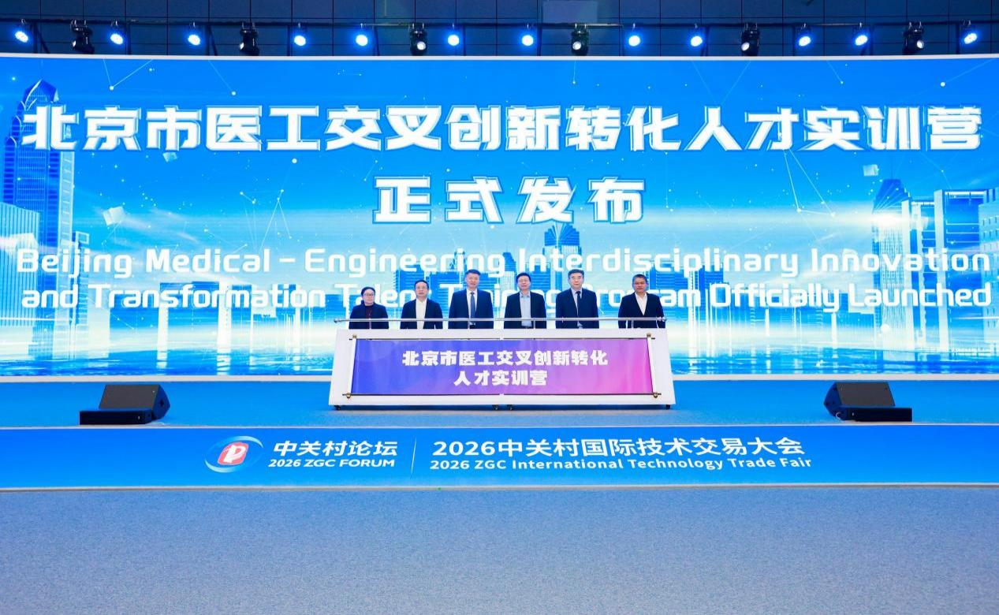 北京市医工交叉创新转化人才实训营
正式发布
Beijing Medical – Engineering Interdisciplinary Innovation
and Transformation Program Officially Launched
北京市医工交叉创新转化
人才实训营
中关村论坛
2026 ZGC FORUM
2026中关村国际技术交易大会
2026 ZGC International Technology Trade Fair